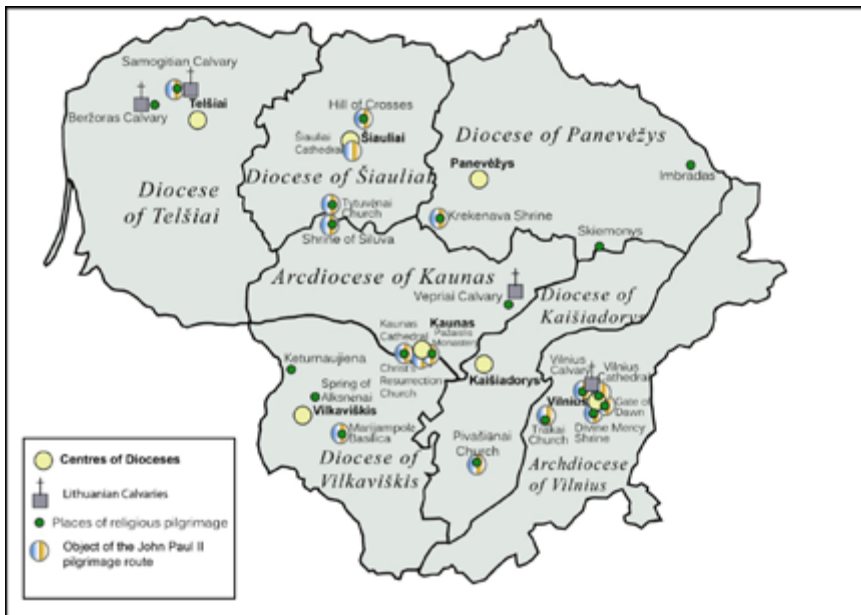 Samogitian Calvary
Telšiai
Beržoras Calvary
Diocese
of Telšiai
Hill of Crosses
Šiauliai
Cathedral
Šiauliai
Diocese of Šiauliai
Tytuvėnai
Church
Shrine of Šiluva
Diocese of Panevėžys
Panevėžys
Imbradas
Krekenava Shrine
Skiemonys
Arcdiocese of Kaunas
Vepriai Calvary
Diocese of
Kaišiadorys
Kaunas
Cathedral
Kaunas
Pažaislis
Monastery
Christ's
Resurrection
Church
Kaišiadorys
Keturnaujiena
Spring of
Alksnėnai
Vilkaviškis
Marijampolė
Basilica
Diocese of
Vilkaviškis
Pivašiūnai
Church
Vilnius
Calvary
Vilnius
Cathedral
Vilnius
Gate of
Dawn
Trakai
Church
Divine Mercy
Shrine
Archdiocese
of Vilnius
Centres of Dioceses
Lithuanian Calvaries
Places of religious pilgrimage
Object of the John Paul II
pilgrimage route